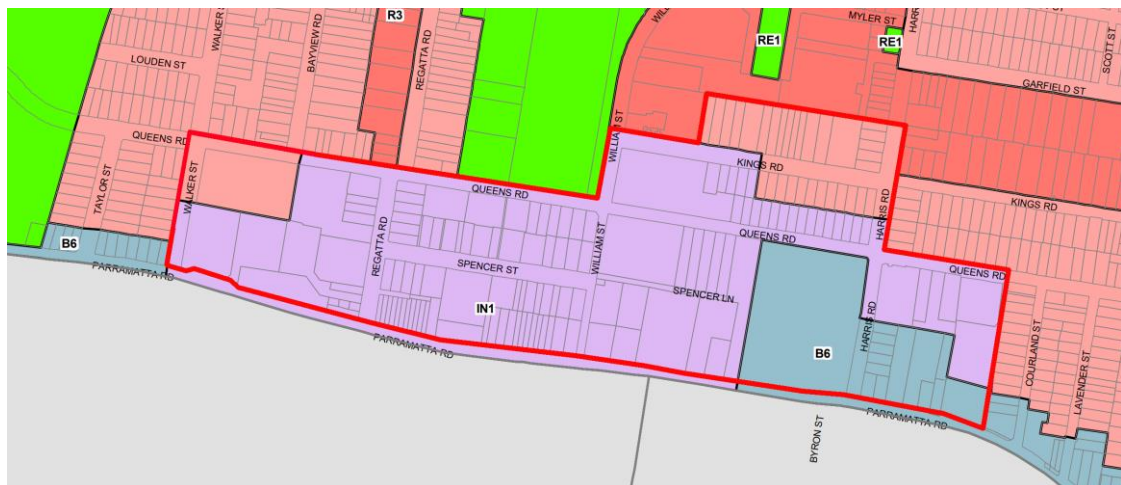 R3
MYLER ST
RE1
RE1
WALKER ST
BAYVIEW RD
REGATTA RD
SCOTT ST
LOUDEN ST
GARFIELD ST
QUEENS RD
WILLIAM ST
KINGS RD
KINGS RD
TAYLOR ST
WALKER ST
QUEENS RD
HARRIS RD
B6
REGATTA RD
WILLIAM ST
QUEENS RD
QUEENS RD
PARRAMATTA RD
SPENCER ST
SPENCER LN
IN1
HARRIS RD
B6
COURLAND ST
LAVENDER ST
PARRAMATTA RD
PARRAMATTA RD
BYRON ST